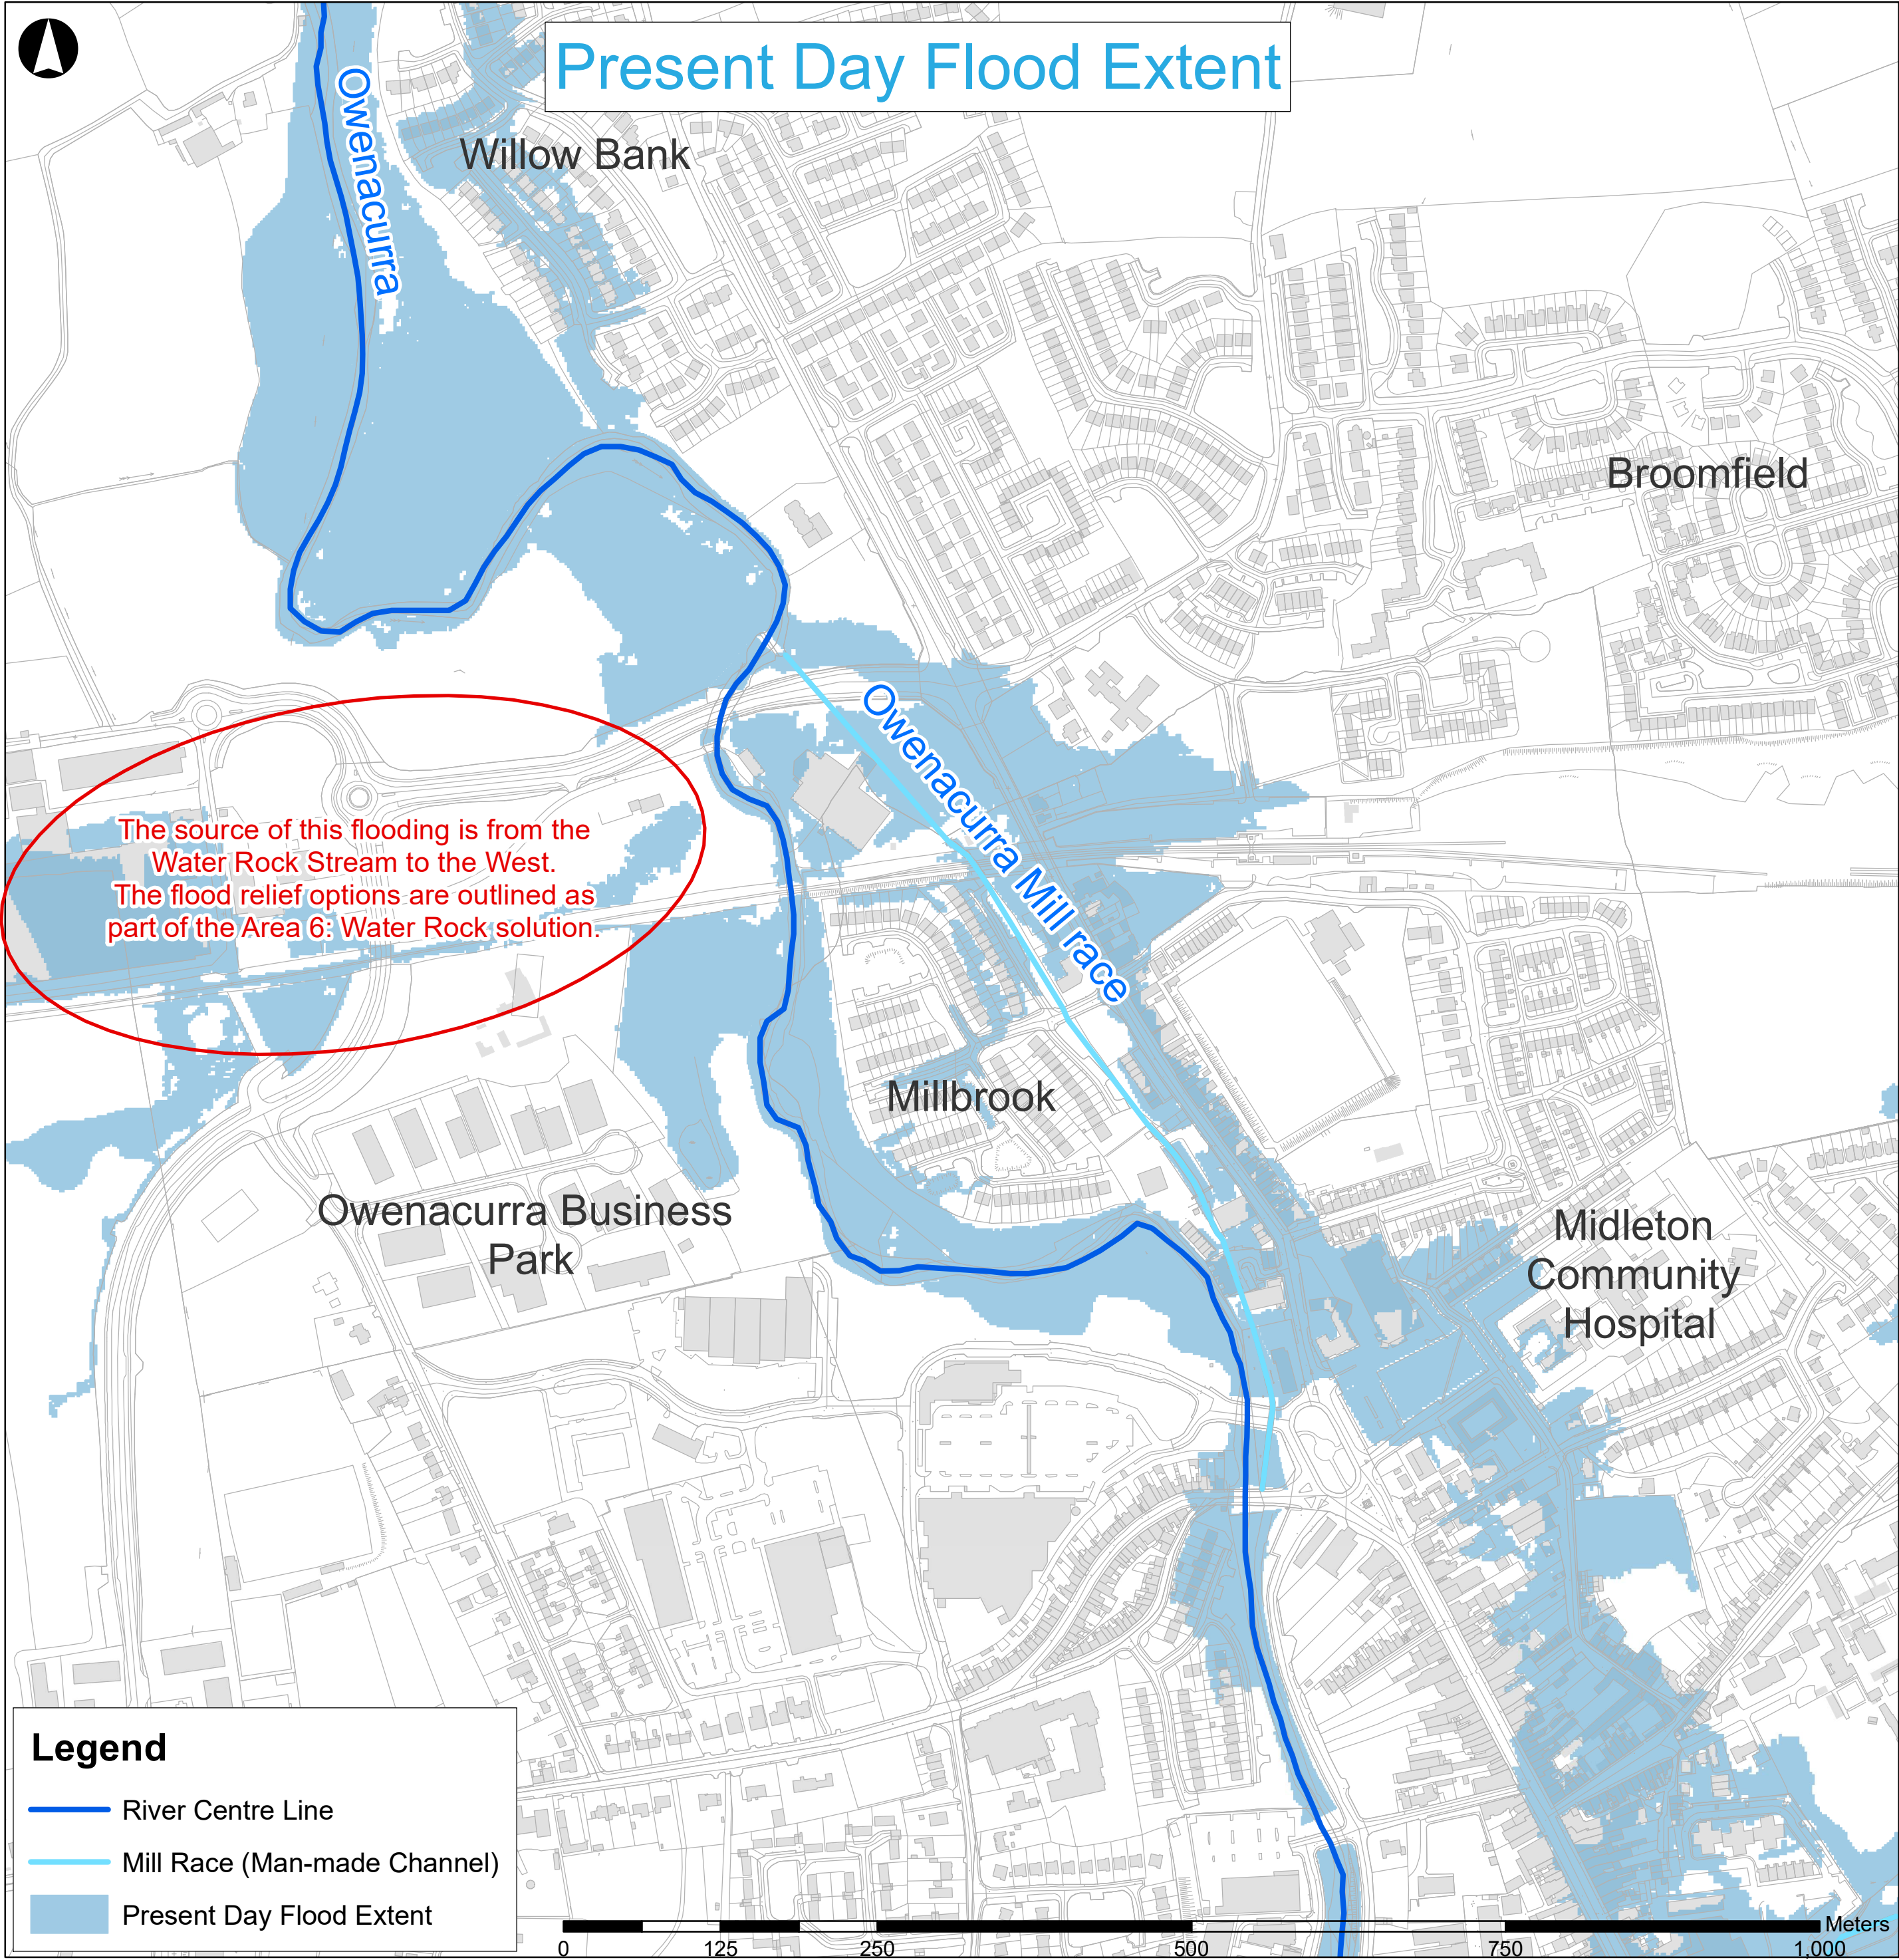 Present Day Flood Extent
Owenacurra
Willow Bank
Broomfield
Owenacurra Mill race
The source of this flooding is from the
Water Rock Stream to the West.
The flood relief options are outlined as
part of the Area 6: Water Rock solution.
Millbrook
Owenacurra Business
Park
Midleton
Community
Hospital
Legend
River Centre Line
Mill Race (Man-made Channel)
Present Day Flood Extent
Meters
0 125 250 500 750 1,000